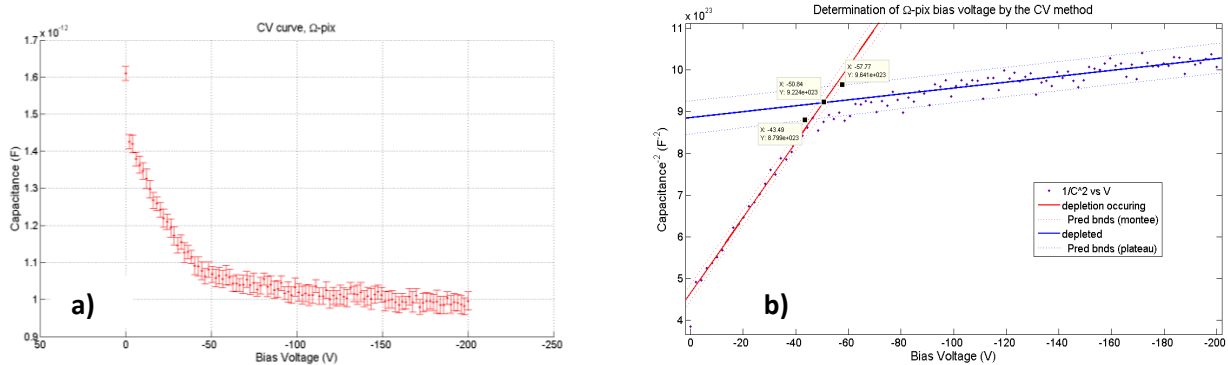 x 10^-12
CV curve, Ω-pix
1.7
1.6
1.5
1.4
1.3
1.2
1.1
1
0.9
Capacitance (F)
50 0 -50 -100 -150 -200 -250
Bias Voltage (V)
a)
x 10^23
Determination of Ω-pix bias voltage by the CV method
11
10
9
8
7
6
5
4
Capacitance^-2 (F^-2)
X: -57.77
Y: 9.641e+023
X: -50.84
Y: 9.224e+023
X: -43.49
Y: 8.799e+023
1/C^2 vs V
depletion occuring
Pred bnds (montee)
depleted
Pred bnds (plateau)
b)
0 -20 -40 -60 -80 -100 -120 -140 -160 -180 -200
Bias Voltage (V)